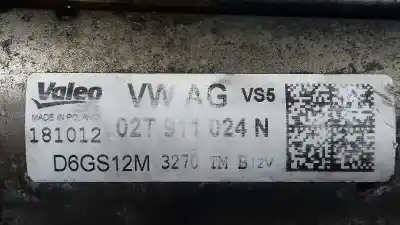 Valeo VW AG VS5
MADE IN POLAND
181012 02T 911 024 N
D6GS12M 3270 TM B 12V